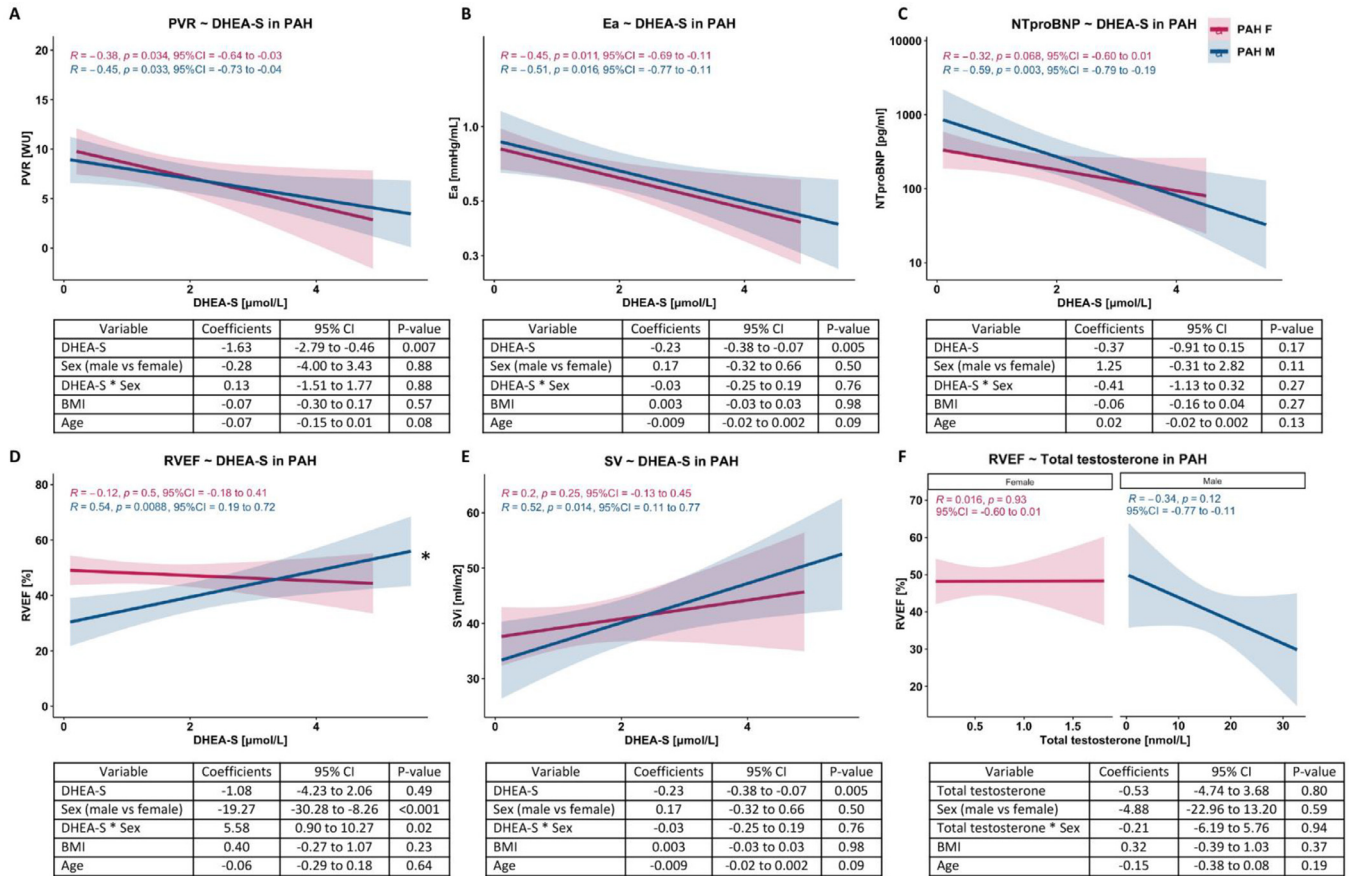 A
PVR ~ DHEA-S in PAH
R = −0.38, p = 0.034, 95%CI = -0.64 to -0.03
R = −0.45, p = 0.033, 95%CI = -0.73 to -0.04
20
15
10
5
0
PVR [WU]
0 2 4
DHEA-S [µmol/L]
Variable Coefficients 95% CI P-value
DHEA-S -1.63 -2.79 to -0.46 0.007
Sex (male vs female) -0.28 -4.00 to 3.43 0.88
DHEA-S * Sex 0.13 -1.51 to 1.77 0.88
BMI -0.07 -0.30 to 0.17 0.57
Age -0.07 -0.15 to 0.01 0.08
B
Ea ~ DHEA-S in PAH
R = −0.45, p = 0.011, 95%CI = -0.69 to -0.11
R = −0.51, p = 0.016, 95%CI = -0.77 to -0.11
1.0
0.5
0.3
Ea [mmHg/mL]
0 2 4
DHEA-S [µmol/L]
Variable Coefficients 95% CI P-value
DHEA-S -0.23 -0.38 to -0.07 0.005
Sex (male vs female) 0.17 -0.32 to 0.66 0.50
DHEA-S * Sex -0.03 -0.25 to 0.19 0.76
BMI 0.003 -0.03 to 0.03 0.98
Age -0.009 -0.02 to 0.002 0.09
C
NTproBNP ~ DHEA-S in PAH
PAH F
PAH M
R = −0.32, p = 0.068, 95%CI = -0.60 to 0.01
R = −0.59, p = 0.003, 95%CI = -0.79 to -0.19
10000
1000
100
10
NTproBNP [pg/ml]
0 2 4
DHEA-S [µmol/L]
Variable Coefficients 95% CI P-value
DHEA-S -0.37 -0.91 to 0.15 0.17
Sex (male vs female) 1.25 -0.31 to 2.82 0.11
DHEA-S * Sex -0.41 -1.13 to 0.32 0.27
BMI -0.06 -0.16 to 0.04 0.27
Age 0.02 -0.02 to 0.002 0.13
D
RVEF ~ DHEA-S in PAH
R = −0.12, p = 0.5, 95%CI = -0.18 to 0.41
R = 0.54, p = 0.0088, 95%CI = 0.19 to 0.72
80
60
40
20
0
RVEF [%]
*
0 2 4
DHEA-S [µmol/L]
Variable Coefficients 95% CI P-value
DHEA-S -1.08 -4.23 to 2.06 0.49
Sex (male vs female) -19.27 -30.28 to -8.26 <0.001
DHEA-S * Sex 5.58 0.90 to 10.27 0.02
BMI 0.40 -0.27 to 1.07 0.23
Age -0.06 -0.29 to 0.18 0.64
E
SV ~ DHEA-S in PAH
R = 0.2, p = 0.25, 95%CI = -0.13 to 0.45
R = 0.52, p = 0.014, 95%CI = 0.11 to 0.77
60
50
40
30
SVi [ml/m2]
0 2 4
DHEA-S [µmol/L]
Variable Coefficients 95% CI P-value
DHEA-S -0.23 -0.38 to -0.07 0.005
Sex (male vs female) 0.17 -0.32 to 0.66 0.50
DHEA-S * Sex -0.03 -0.25 to 0.19 0.76
BMI 0.003 -0.03 to 0.03 0.98
Age -0.009 -0.02 to 0.002 0.09
F
RVEF ~ Total testosterone in PAH
Female Male
R = 0.016, p = 0.93
95%CI = -0.60 to 0.01
R = −0.34, p = 0.12
95%CI = -0.77 to -0.11
70
60
50
40
30
20
RVEF [%]
0.5 1.0 1.5 0 10 20 30
Total testosterone [nmol/L]
Variable Coefficients 95% CI P-value
Total testosterone -0.53 -4.74 to 3.68 0.80
Sex (male vs female) -4.88 -22.96 to 13.20 0.59
Total testosterone * Sex -0.21 -6.19 to 5.76 0.94
BMI 0.32 -0.39 to 1.03 0.37
Age -0.15 -0.38 to 0.08 0.19